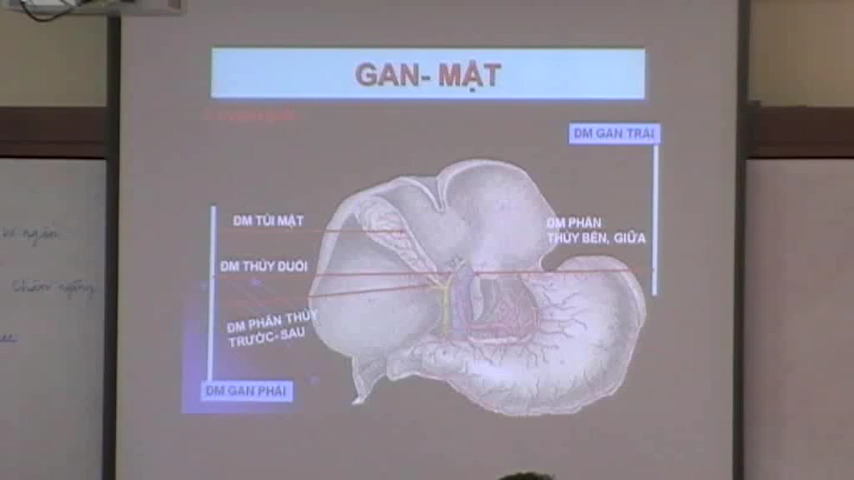 GAN- MẬT
ĐM GAN TRÁI
ĐM TÚI MẬT
ĐM PHÂN
THÙY BÊN, GIỮA
ĐM THÙY ĐUÔI
ĐM PHÂN THÙY
TRƯỚC-SAU
ĐM GAN PHẢI